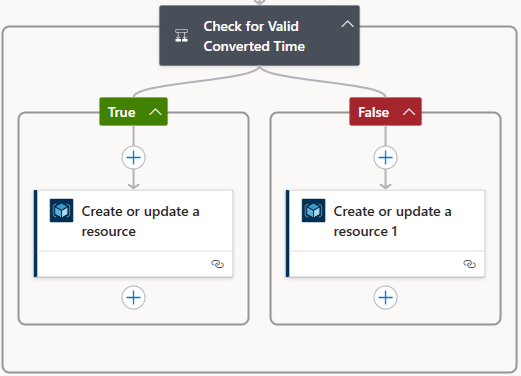 Check for Valid
Converted Time
True
False
Create or update a
resource
Create or update a
resource 1